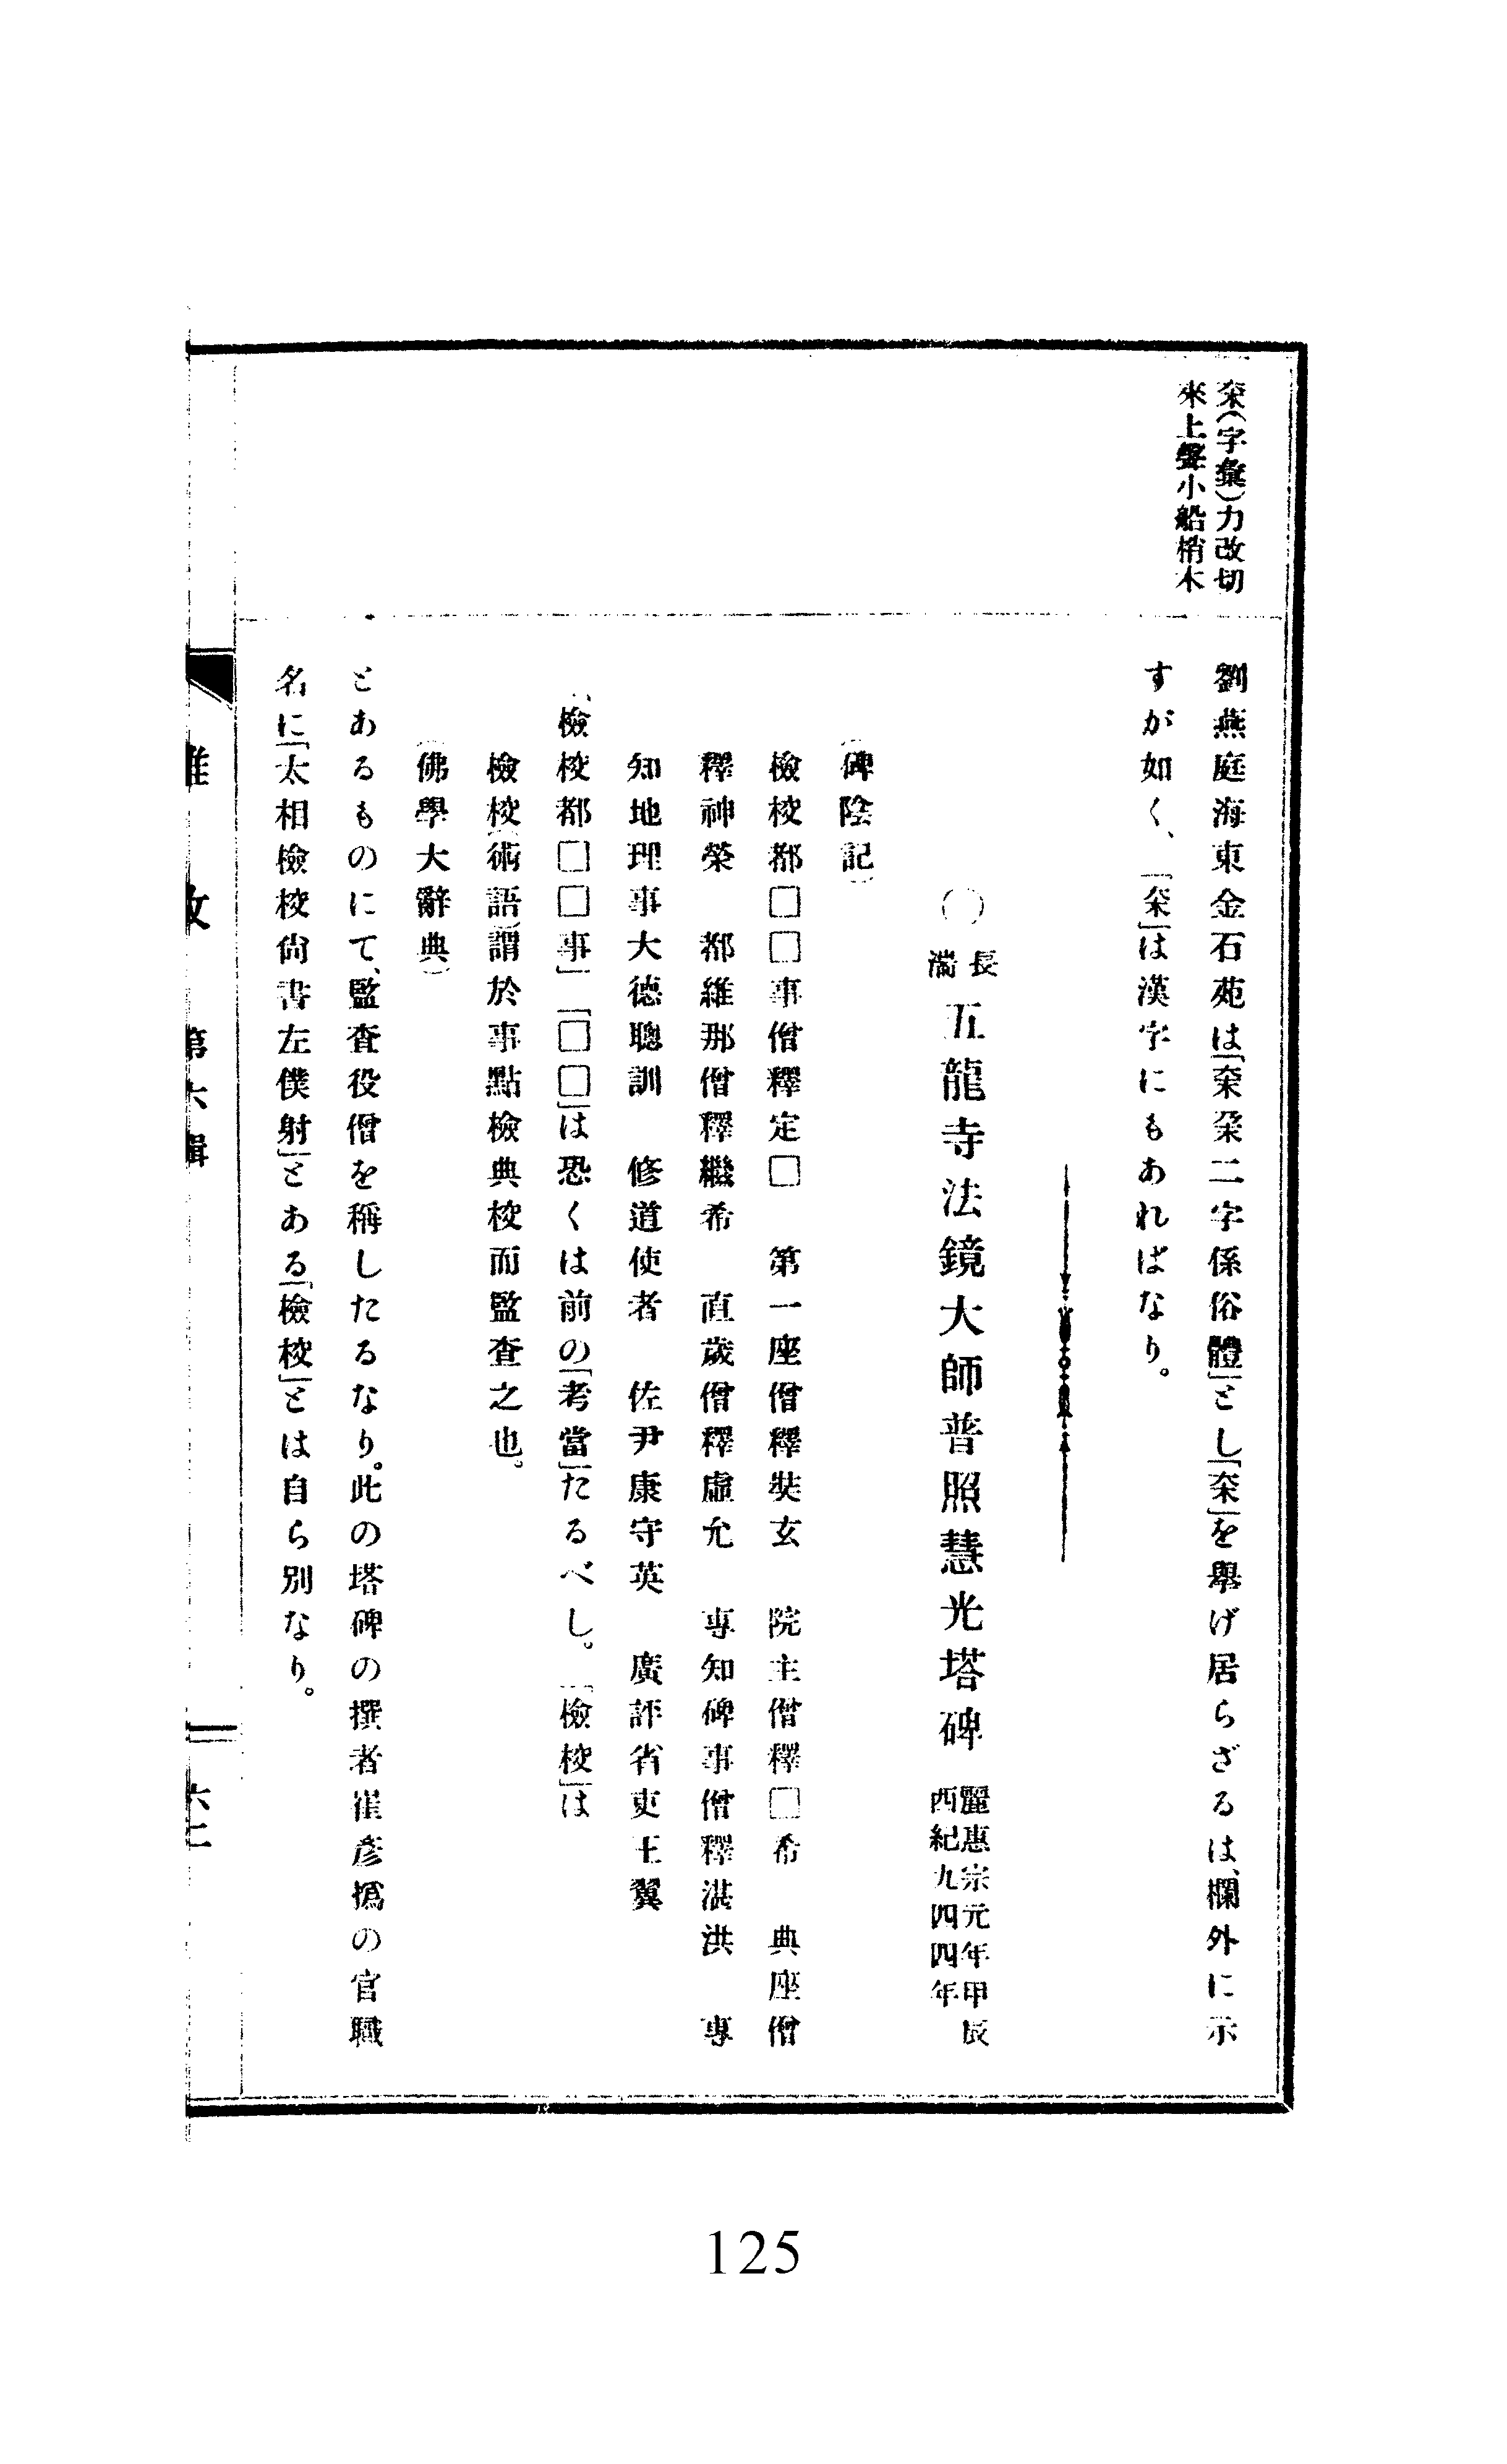 (字彙)力改切
來上聲小船梢木
劉燕庭海東金石苑は「二字係俗體」とし「」を擧げ居らざるは、欄外に示
すが如く、「」は漢字にもあればなり。
〇長湍五龍寺法鏡大師普照慧光塔碑 麗惠宗元年甲辰 西紀九四四年
(碑陰記)
檢校都□□事僧釋定□　第一座僧釋奘玄　院主僧釋□希　典座僧
釋神榮　都維那僧釋繼希　直歲僧釋虛允　專知碑事僧釋湛洪　專
知地理事大德聰訓　修道使者　佐尹康守英　廣評省吏王翼
「檢校都□□事」「□□」は恐くは前の「考當」たるべし。「檢校」は
檢校(術語)謂於事點檢典校而監査之也。
(佛學大辭典)
とあるものにて、監査役僧を稱したるなり。此の塔碑の撰者崔彥撝の官職
名に「太相檢校尙書左僕射」とある「檢校」とは自ら別なり。
雜攷　第六輯
六二
125